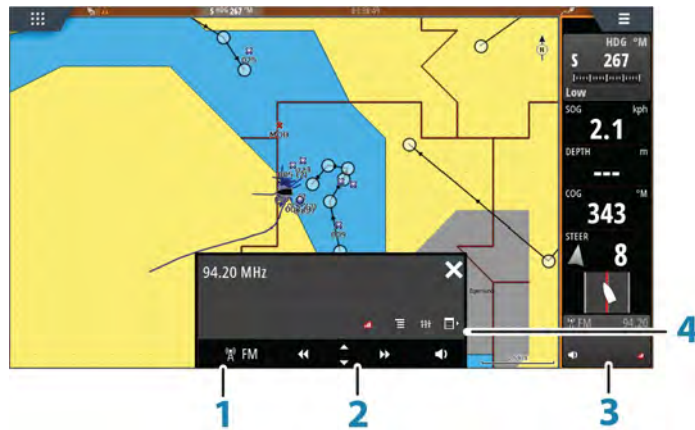 S HDG 267 °M
N
HDG °M
S 267
Low
SOG kph
2.1
DEPTH m
---
COG °M
343
STEER
8
94.20 MHz
FM
FM 94.20
1
2
3
4